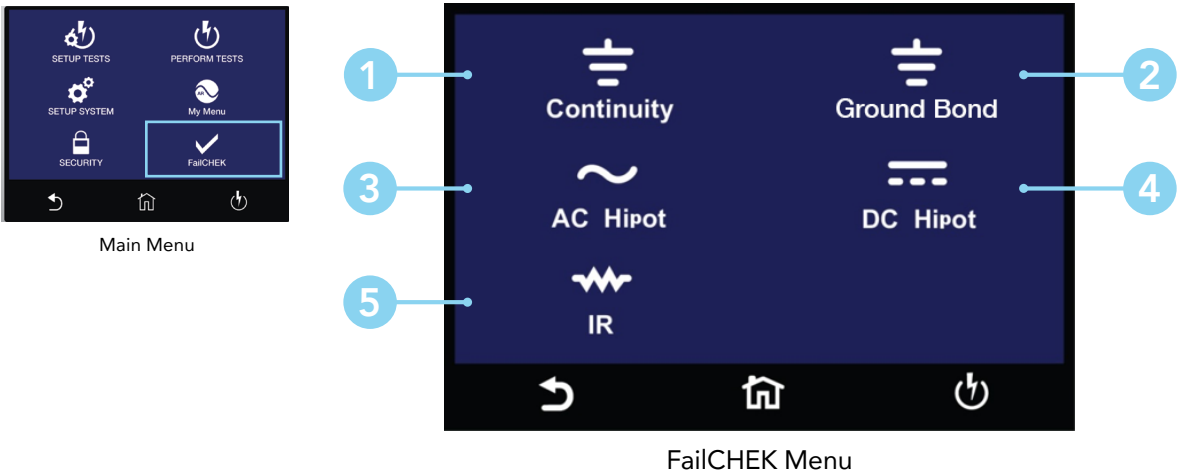 SETUP TESTS
PERFORM TESTS
SETUP SYSTEM
AR
My Menu
SECURITY
FailCHEK
Main Menu
1
Continuity
2
Ground Bond
3
AC Hipot
4
DC Hipot
5
IR
FailCHEK Menu